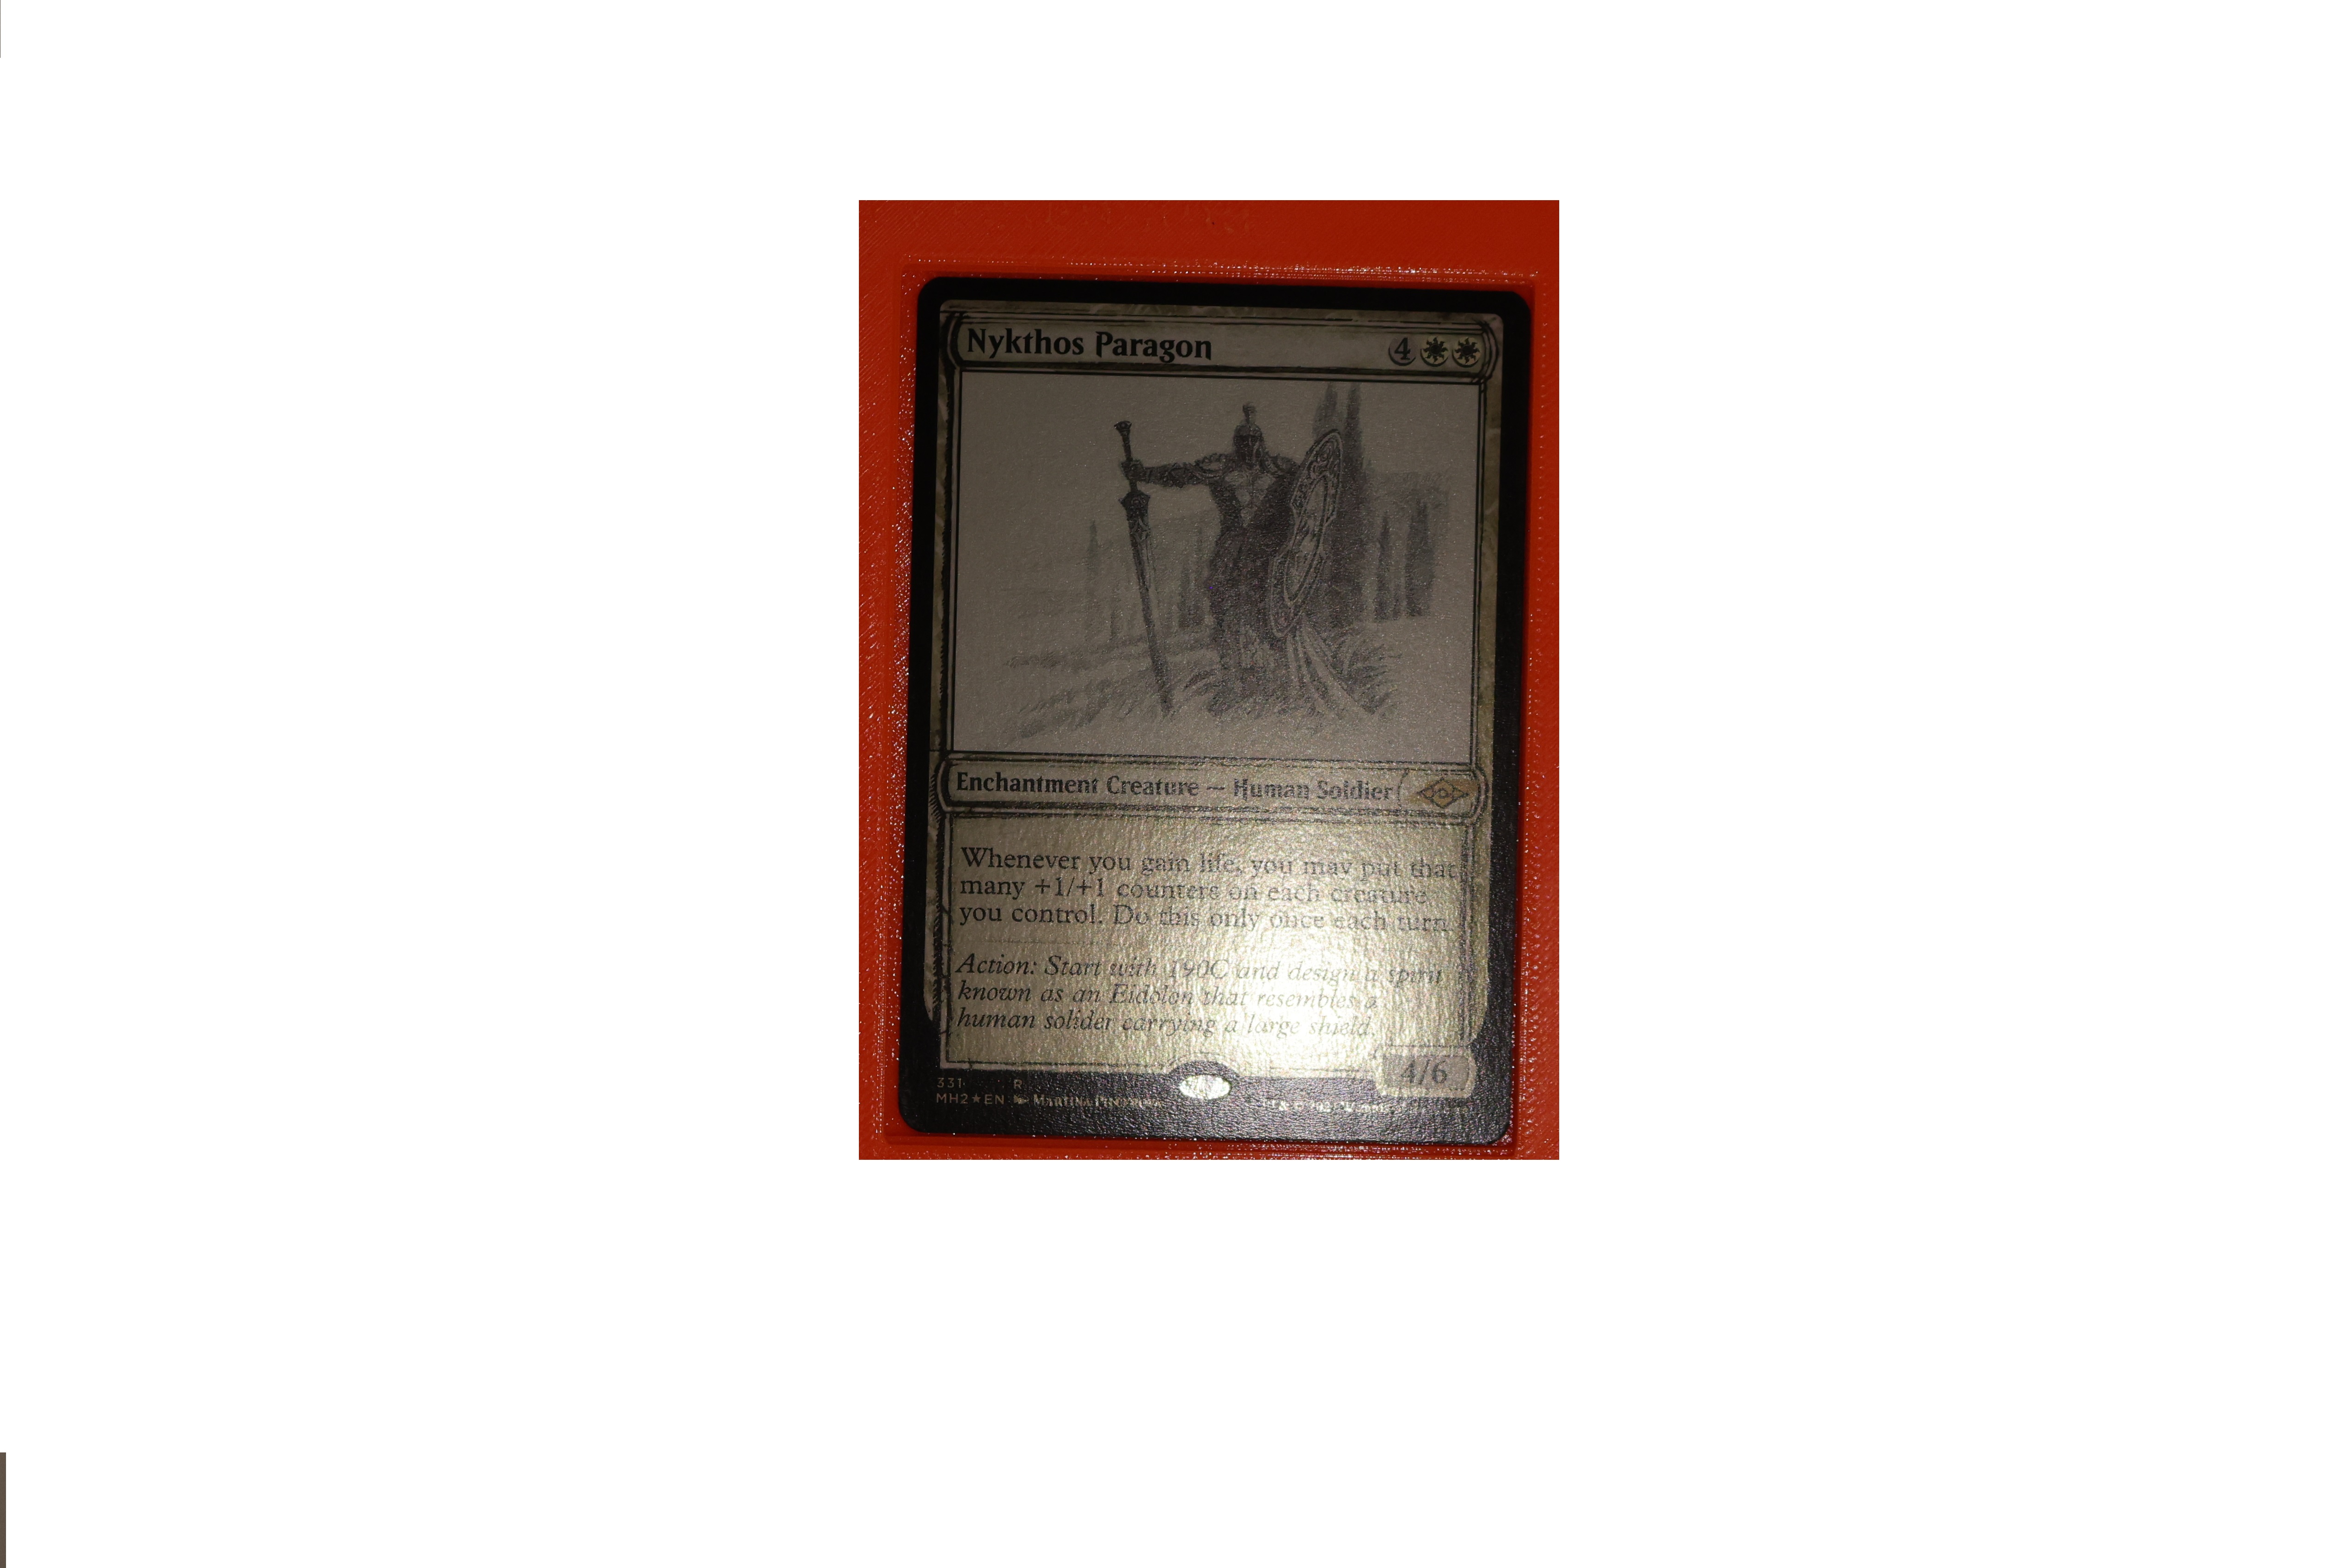 Nykthos Paragon 4
Enchantment Creature — Human Soldier
Whenever you gain life, you may put that
many +1/+1 counters on each creature
you control. Do this only once each turn.
Action: Start with 190C and design a spirit
known as an Eidolon that resembles a
human solider carrying a large shield.
4/6
331 R
MH2★EN Martina